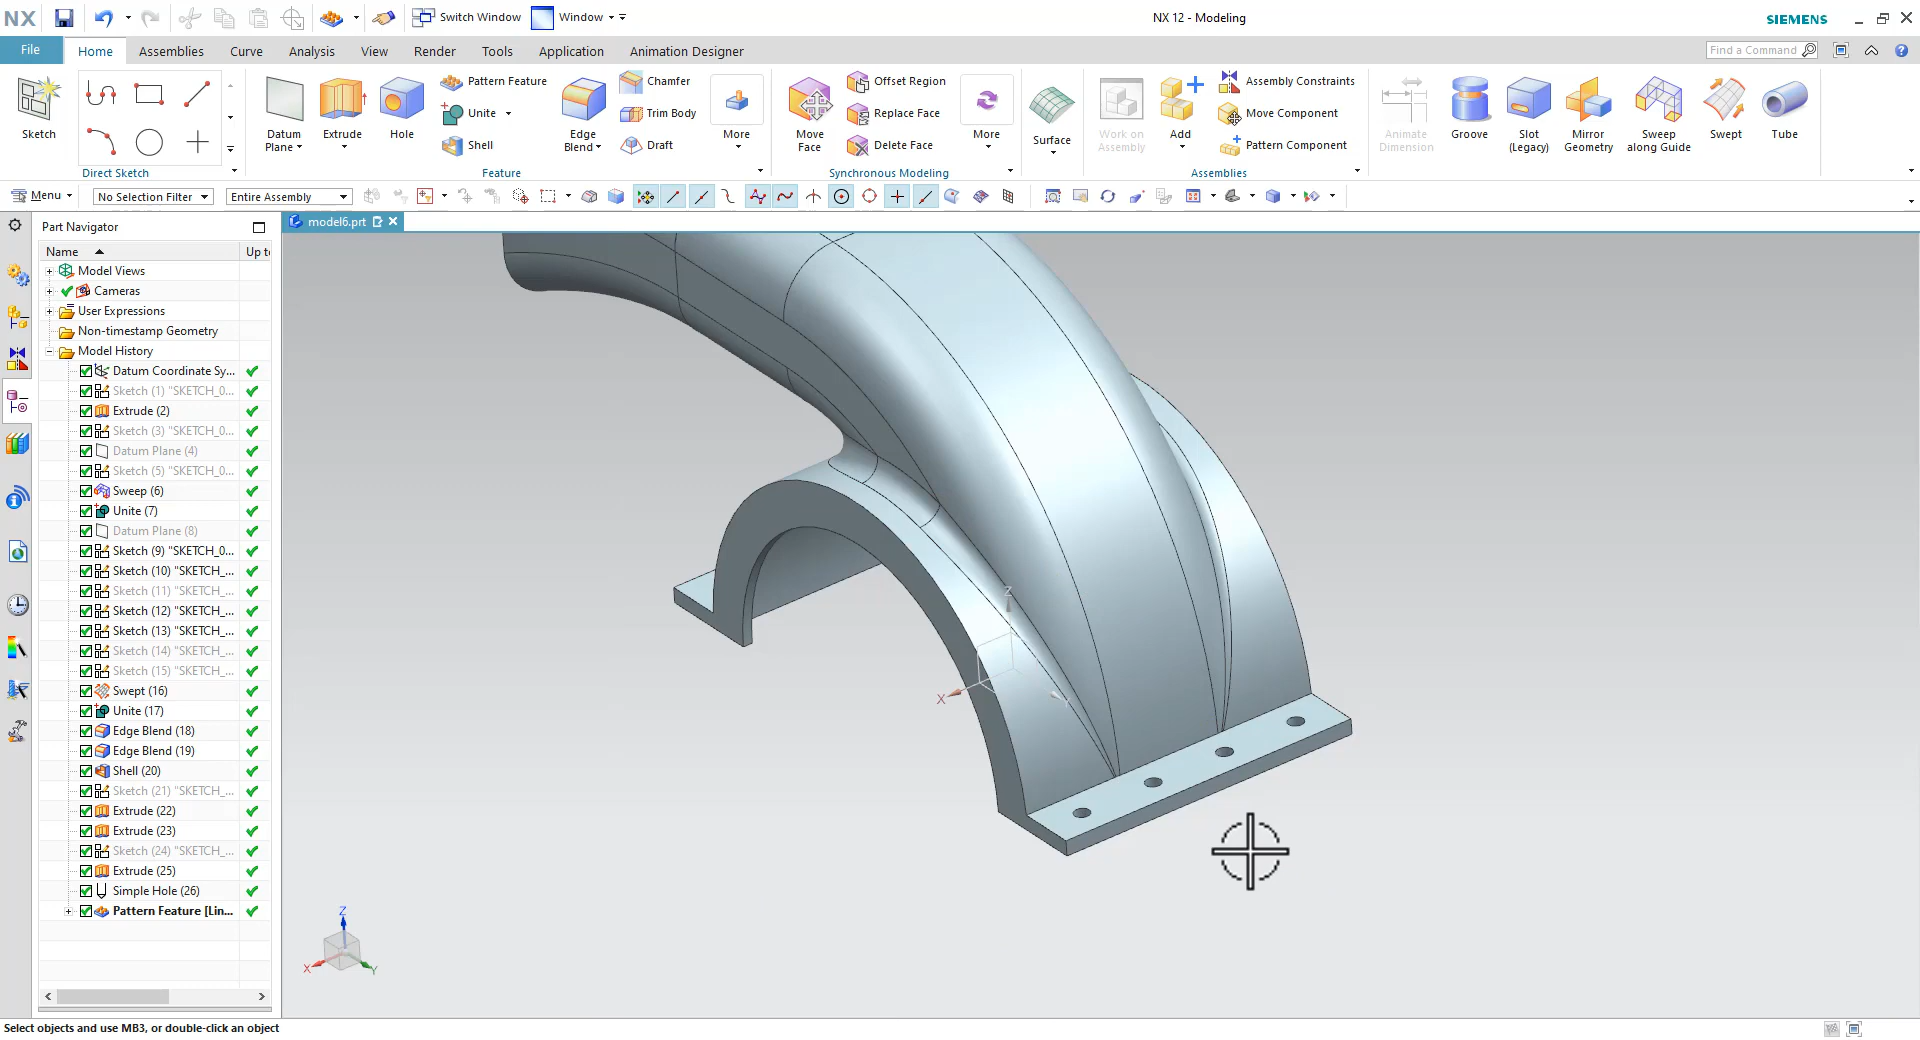 NX
Switch Window
Window
NX 12 - Modeling
SIEMENS
File
Home
Assemblies
Curve
Analysis
View
Render
Tools
Application
Animation Designer
Find a Command
Sketch
Direct Sketch
Datum Plane
Extrude
Hole
Pattern Feature
Unite
Shell
Edge Blend
Chamfer
Trim Body
Draft
More
Feature
Move Face
Offset Region
Replace Face
Delete Face
More
Synchronous Modeling
Surface
Work on Assembly
Add
Assembly Constraints
Move Component
Pattern Component
Assemblies
Animate Dimension
Groove
Slot (Legacy)
Mirror Geometry
Sweep along Guide
Swept
Tube
Menu
No Selection Filter
Entire Assembly
Part Navigator
model6.prt
Name
Up t
Model Views
Cameras
User Expressions
Non-timestamp Geometry
Model History
Datum Coordinate Sy...
Sketch (1) "SKETCH_0...
Extrude (2)
Sketch (3) "SKETCH_0...
Datum Plane (4)
Sketch (5) "SKETCH_0...
Sweep (6)
Unite (7)
Datum Plane (8)
Sketch (9) "SKETCH_0...
Sketch (10) "SKETCH_...
Sketch (11) "SKETCH_...
Sketch (12) "SKETCH_...
Sketch (13) "SKETCH_...
Sketch (14) "SKETCH_...
Sketch (15) "SKETCH_...
Swept (16)
Unite (17)
Edge Blend (18)
Edge Blend (19)
Shell (20)
Sketch (21) "SKETCH_...
Extrude (22)
Extrude (23)
Sketch (24) "SKETCH_...
Extrude (25)
Simple Hole (26)
Pattern Feature [Lin...
Z
X
Y
Z
X
Y
Select objects and use MB3, or double-click an object